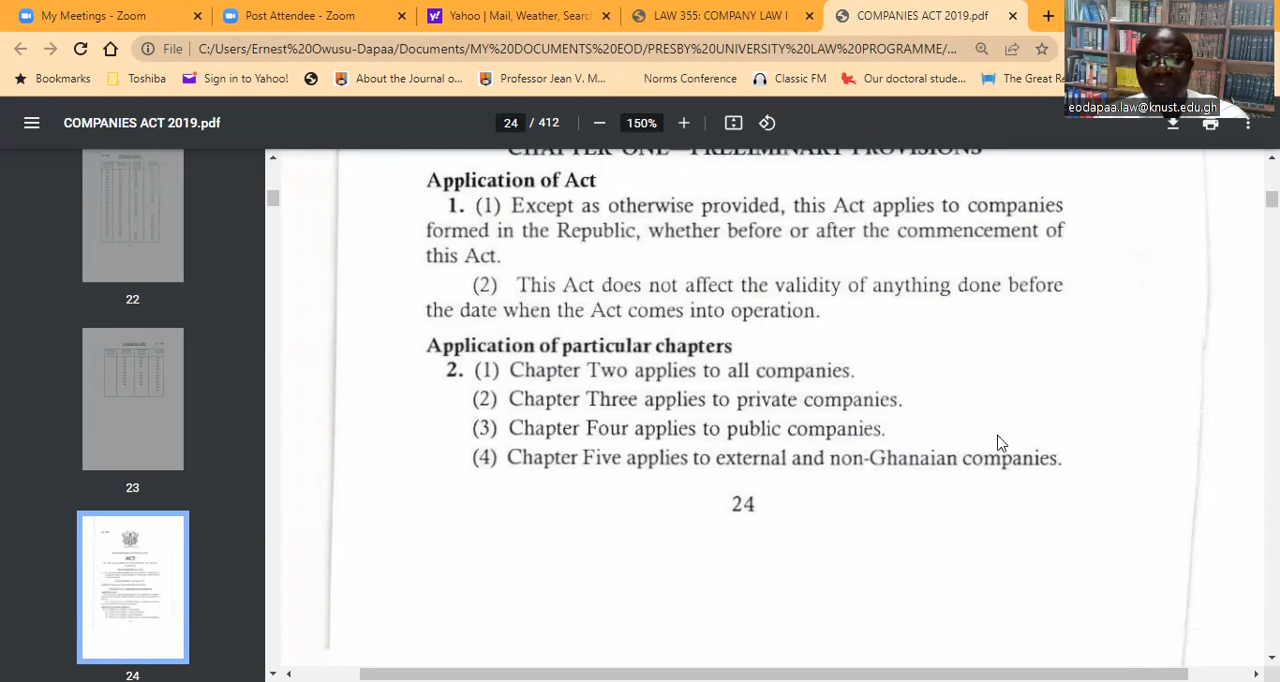 My Meetings - Zoom
Post Attendee - Zoom
Yahoo | Mail, Weather, Searc
LAW 355: COMPANY LAW I
COMPANIES ACT 2019.pdf
File
C:/Users/Ernest%20Owusu-Dapaa/Documents/MY%20DOCUMENTS%20EOD/PRESBY%20UNIVERSITY%20LAW%20PROGRAMME/...
Bookmarks
Toshiba
Sign in to Yahoo!
About the Journal o...
Professor Jean V. M...
Norms Conference
Classic FM
Our doctoral stude...
The Great Re
eodapaa.law@knust.edu.gh
COMPANIES ACT 2019.pdf
24 / 412
150%
CHAPTER ONE—PRELIMINARY PROVISIONS
Application of Act
1. (1) Except as otherwise provided, this Act applies to companies
formed in the Republic, whether before or after the commencement of
this Act.
(2) This Act does not affect the validity of anything done before
the date when the Act comes into operation.
Application of particular chapters
2. (1) Chapter Two applies to all companies.
(2) Chapter Three applies to private companies.
(3) Chapter Four applies to public companies.
(4) Chapter Five applies to external and non-Ghanaian companies.
24
22
23
ACT
24